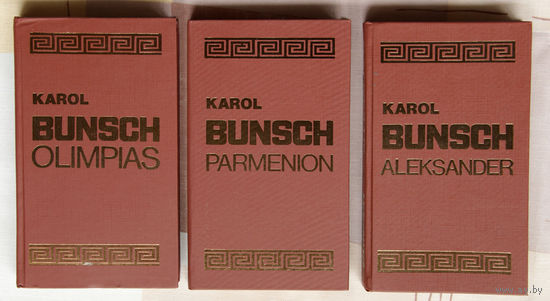 KAROL
BUNSCH
OLIMPIAS
KAROL
BUNSCH
PARMENION
KAROL
BUNSCH
ALEKSANDER